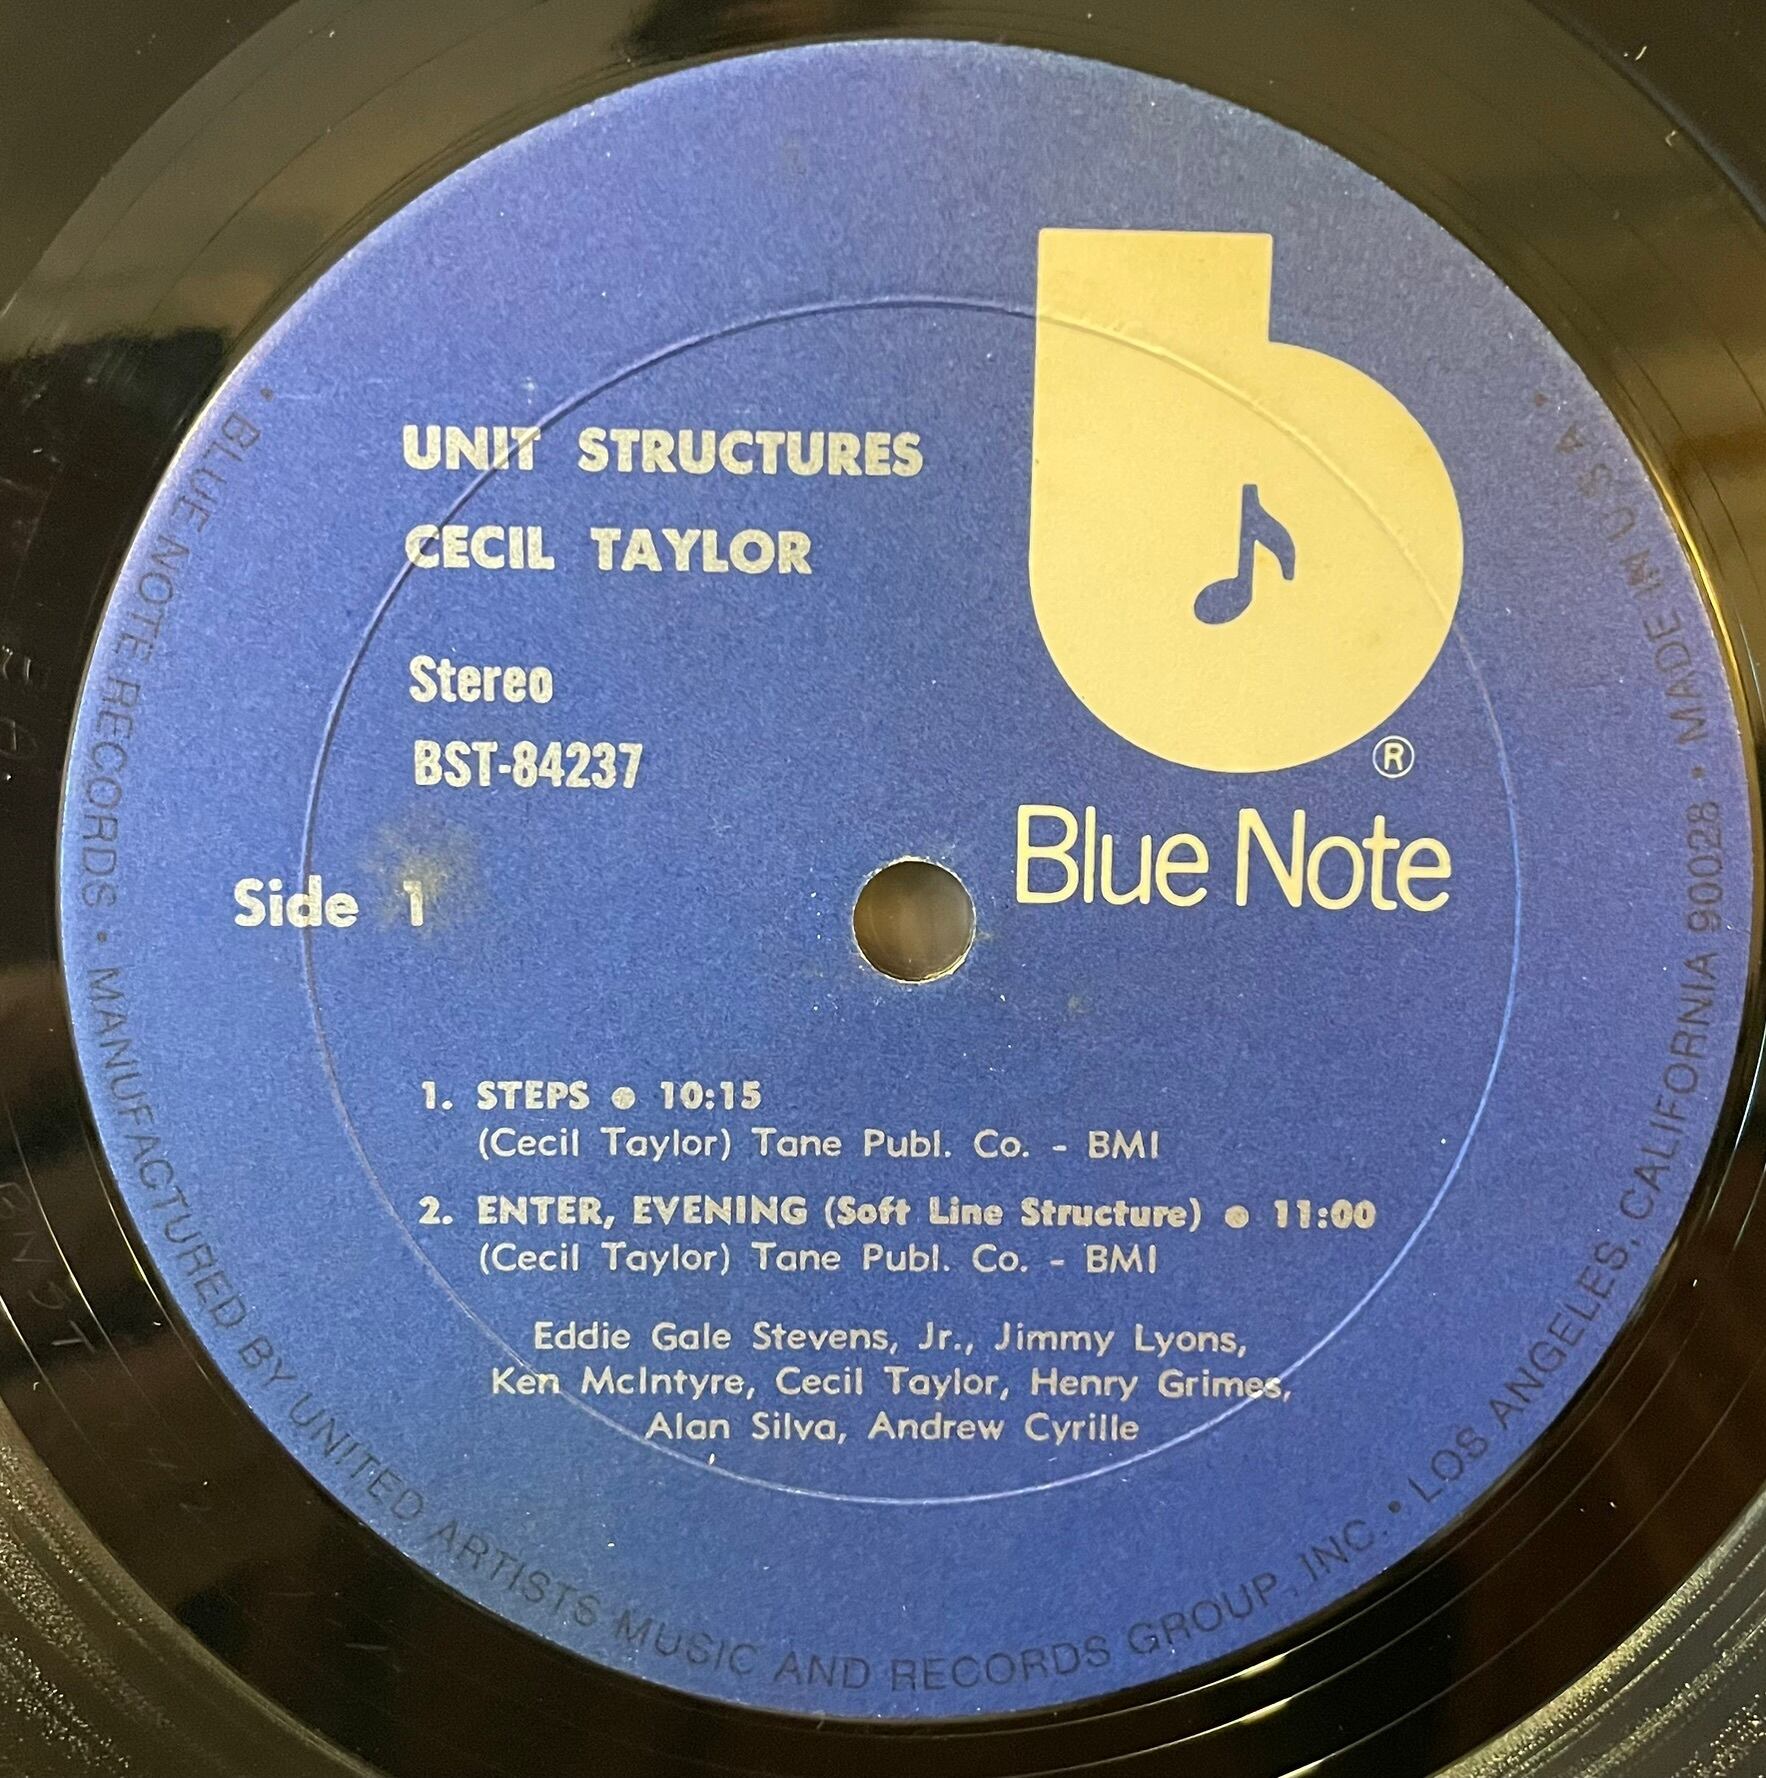 UNIT STRUCTURES
CECIL TAYLOR
Stereo
BST-84237
Side 1
®
Blue Note
1. STEPS ● 10:15
(Cecil Taylor) Tane Publ. Co. - BMI
2. ENTER, EVENING (Soft Line Structure) ● 11:00
(Cecil Taylor) Tane Publ. Co. - BMI
Eddie Gale Stevens, Jr., Jimmy Lyons,
Ken McIntyre, Cecil Taylor, Henry Grimes,
Alan Silva, Andrew Cyrille
• BLUE NOTE RECORDS • MANUFACTURED BY UNITED ARTISTS MUSIC AND RECORDS GROUP, INC. • LOS ANGELES, CALIFORNIA 90028 • MADE IN U.S.A. •